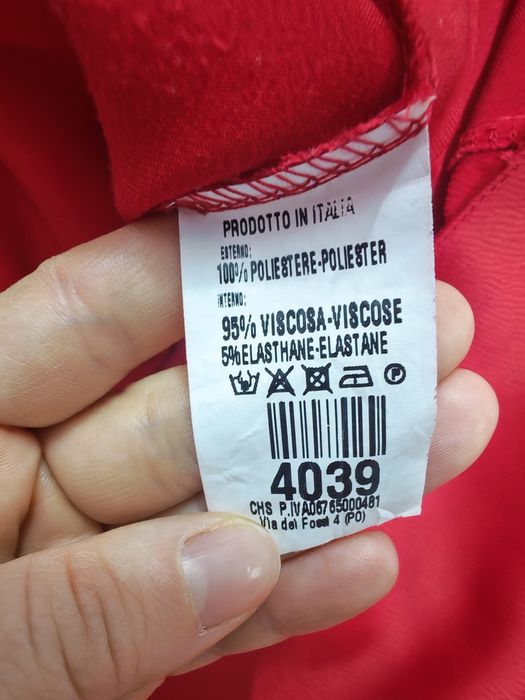 PRODOTTO IN ITALIA
ESTERNO:
100% POLIESTERE-POLIESTER
INTERNO:
95% VISCOSA-VISCOSE
5%ELASTHANE-ELASTANE
P
4039
CHS P.IVA06765000481
Via dei Fossi 4 (PO)